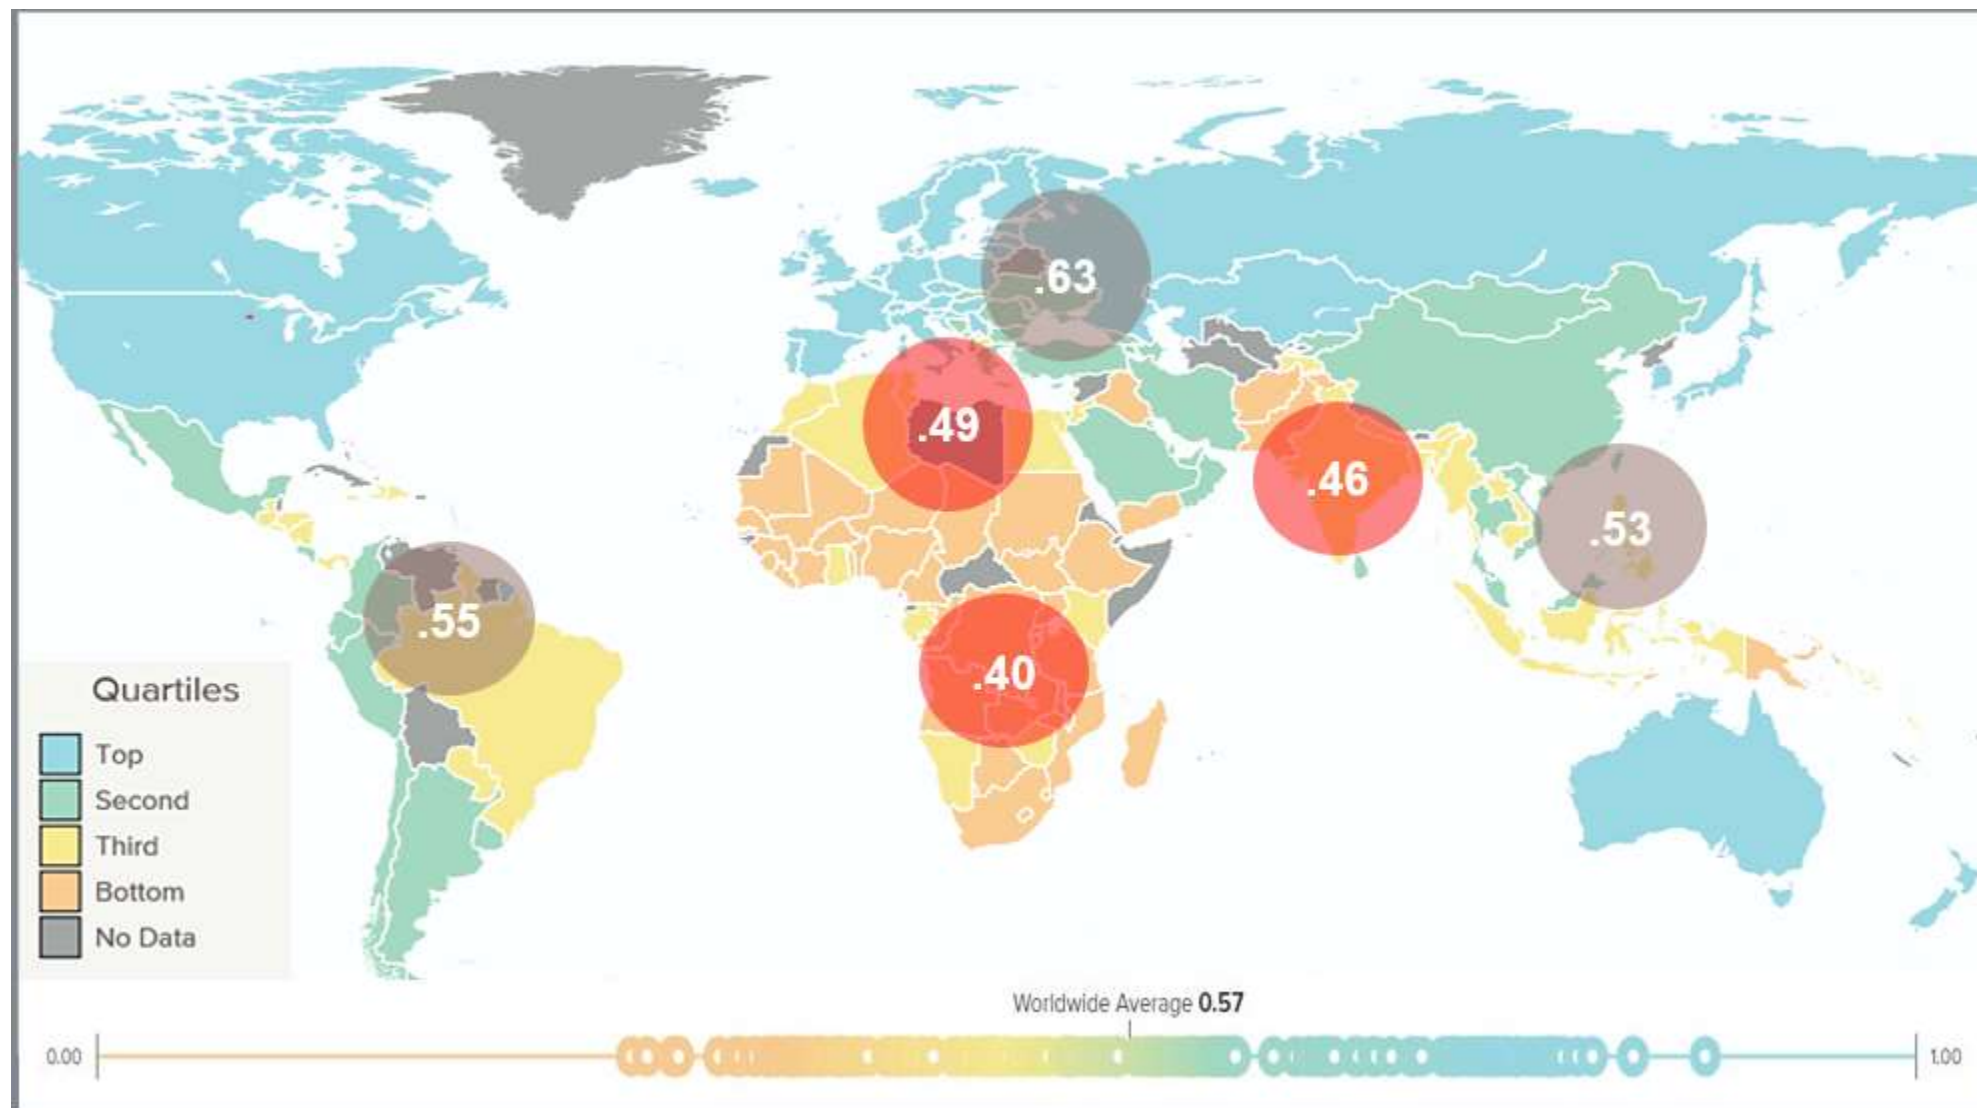 .63
.49
.46
.53
.55
.40
Quartiles
Top
Second
Third
Bottom
No Data
Worldwide Average 0.57
0.00
1.00